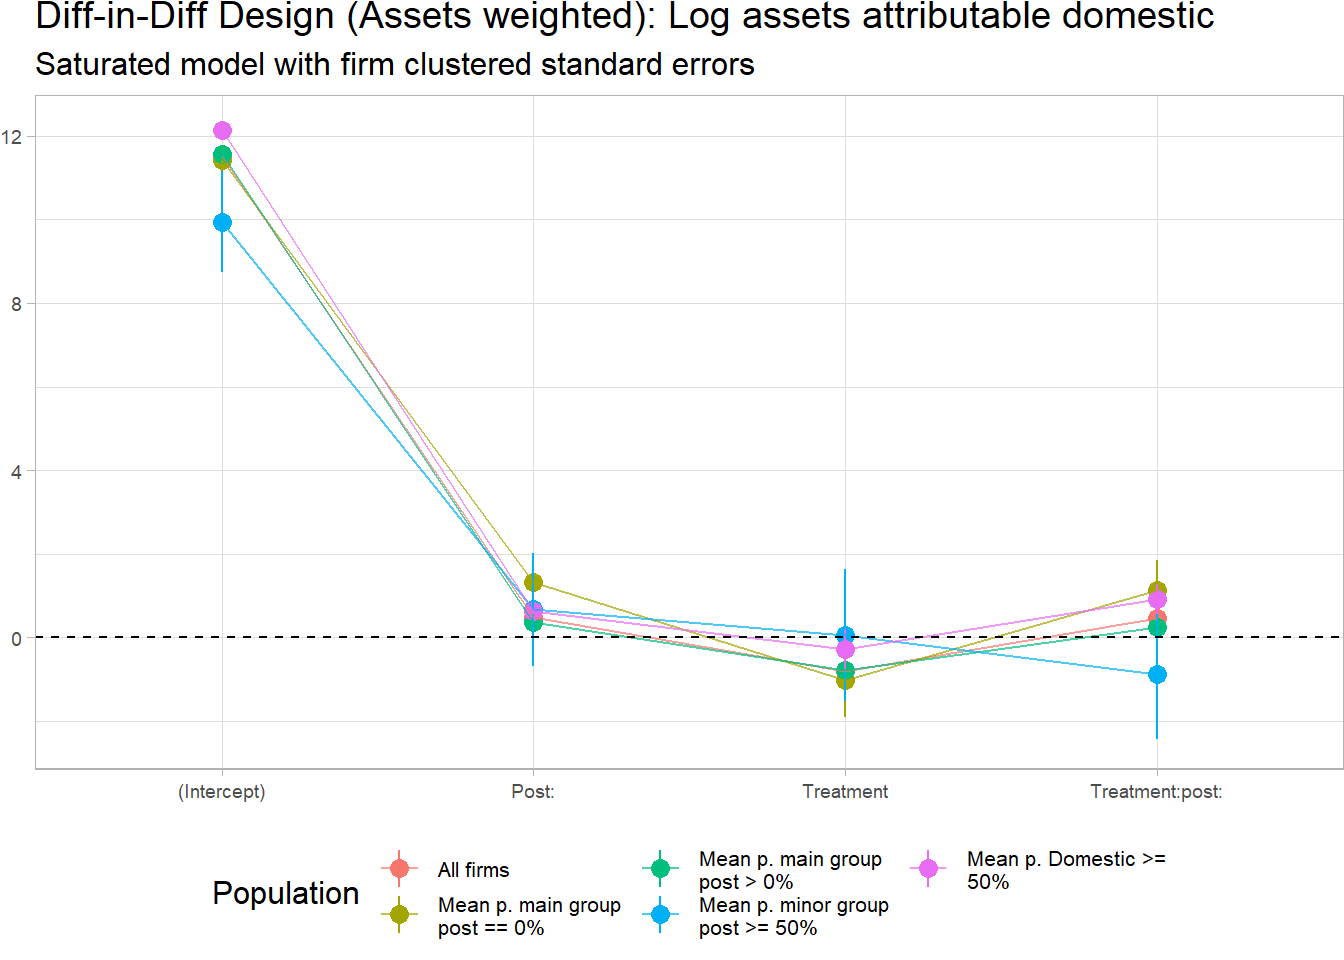 Diff-in-Diff Design (Assets weighted): Log assets attributable domestic
Saturated model with firm clustered standard errors
12
8
4
0
(Intercept)
Post:
Treatment
Treatment:post:
Population
All firms
Mean p. main group
post == 0%
Mean p. main group
post > 0%
Mean p. minor group
post >= 50%
Mean p. Domestic >=
50%